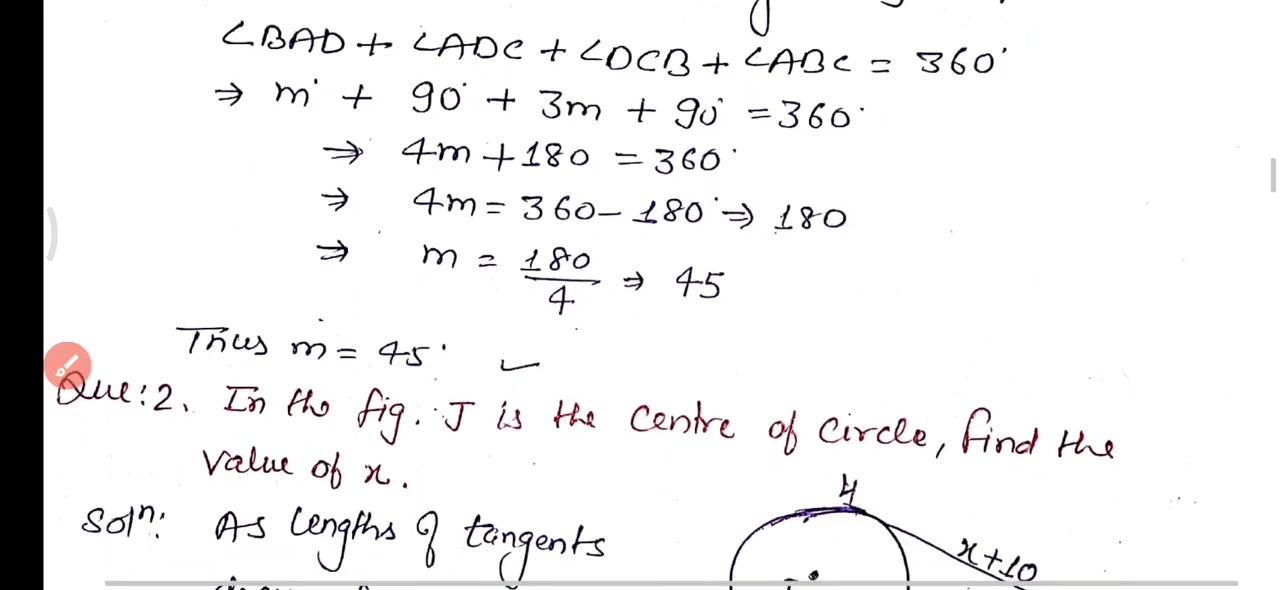 ∠BAD + ∠ADC + ∠DCB + ∠ABC = 360°
⇒ m° + 90° + 3m + 90° = 360°
⇒ 4m + 180 = 360°
⇒ 4m = 360 - 180° ⇒ 180
⇒ m = 180/4 ⇒ 45
Thus m = 45° ✓
Que:2. In the fig. J is the centre of circle, find the
value of x.
Solⁿ: As lengths of tangents
Y
x+10